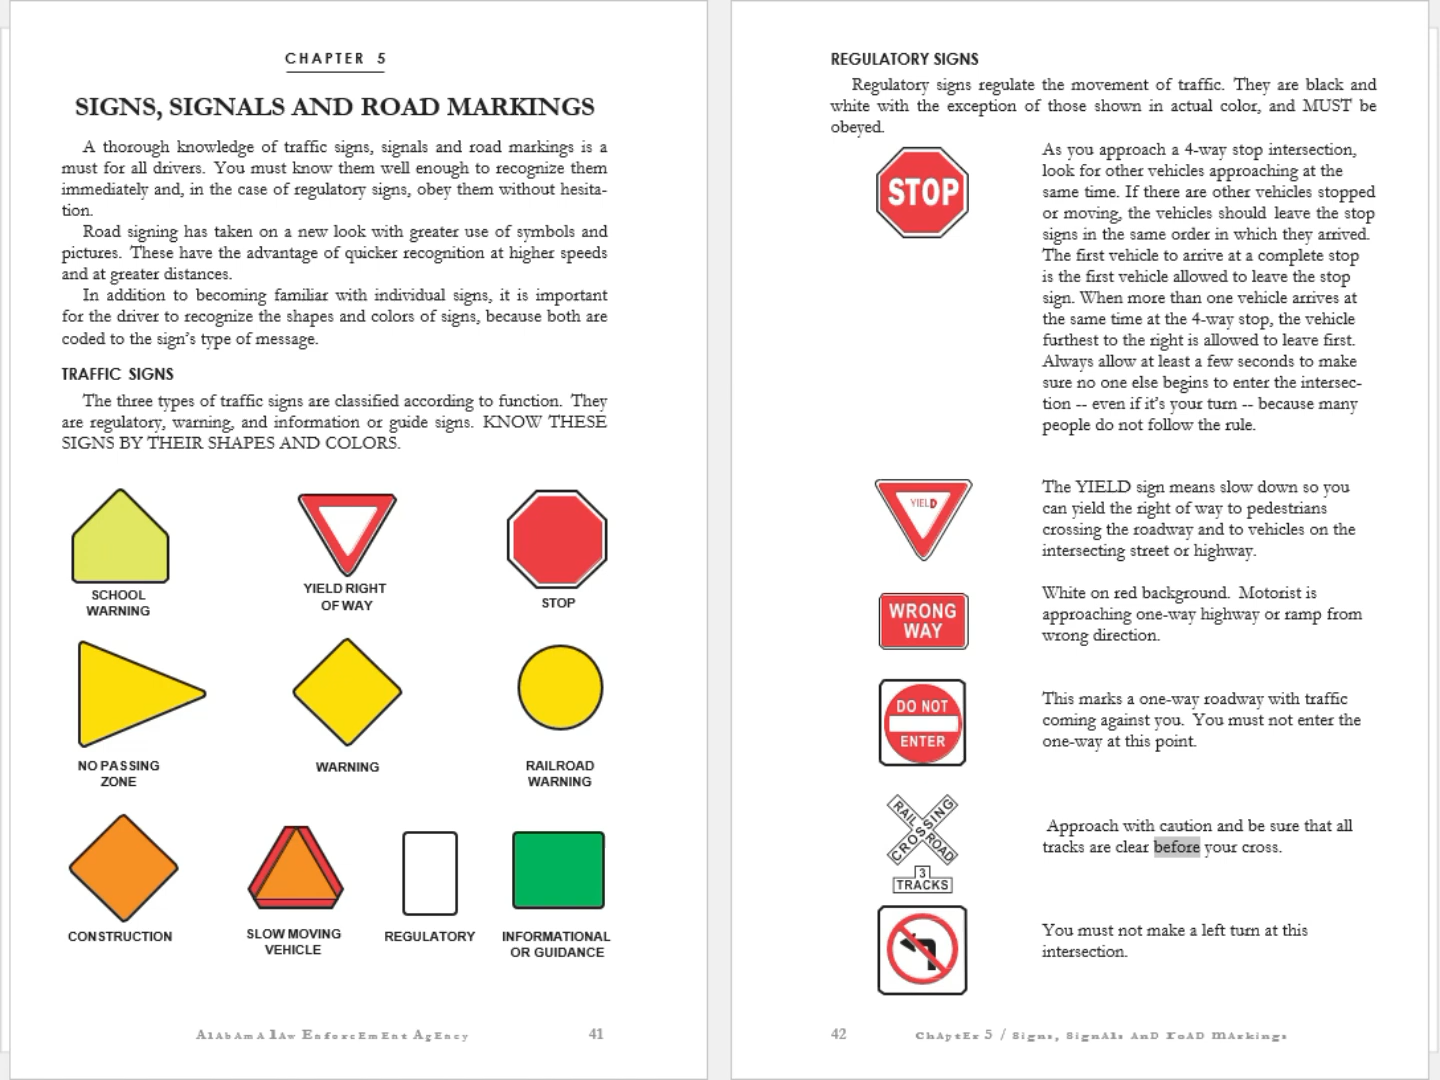 CHAPTER 5
SIGNS, SIGNALS AND ROAD MARKINGS
A thorough knowledge of traffic signs, signals and road markings is a
must for all drivers. You must know them well enough to recognize them
immediately and, in the case of regulatory signs, obey them without hesita-
tion.
Road signing has taken on a new look with greater use of symbols and
pictures. These have the advantage of quicker recognition at higher speeds
and at greater distances.
In addition to becoming familiar with individual signs, it is important
for the driver to recognize the shapes and colors of signs, because both are
coded to the sign's type of message.
TRAFFIC SIGNS
The three types of traffic signs are classified according to function. They
are regulatory, warning, and information or guide signs. KNOW THESE
SIGNS BY THEIR SHAPES AND COLORS.
SCHOOL
WARNING
YIELD RIGHT
OF WAY
STOP
NO PASSING
ZONE
WARNING
RAILROAD
WARNING
CONSTRUCTION
SLOW MOVING
VEHICLE
REGULATORY
INFORMATIONAL
OR GUIDANCE
Alabama Law Enforcement Agency 41
REGULATORY SIGNS
Regulatory signs regulate the movement of traffic. They are black and
white with the exception of those shown in actual color, and MUST be
obeyed.
STOP
As you approach a 4-way stop intersection,
look for other vehicles approaching at the
same time. If there are other vehicles stopped
or moving, the vehicles should leave the stop
signs in the same order in which they arrived.
The first vehicle to arrive at a complete stop
is the first vehicle allowed to leave the stop
sign. When more than one vehicle arrives at
the same time at the 4-way stop, the vehicle
furthest to the right is allowed to leave first.
Always allow at least a few seconds to make
sure no one else begins to enter the intersec-
tion -- even if it's your turn -- because many
people do not follow the rule.
YIELD
The YIELD sign means slow down so you
can yield the right of way to pedestrians
crossing the roadway and to vehicles on the
intersecting street or highway.
WRONG
WAY
White on red background. Motorist is
approaching one-way highway or ramp from
wrong direction.
DO NOT
ENTER
This marks a one-way roadway with traffic
coming against you. You must not enter the
one-way at this point.
RAILROAD
CROSSING
3
TRACKS
Approach with caution and be sure that all
tracks are clear before your cross.
You must not make a left turn at this
intersection.
42 Chapter 5 / Signs, Signals and Road Markings